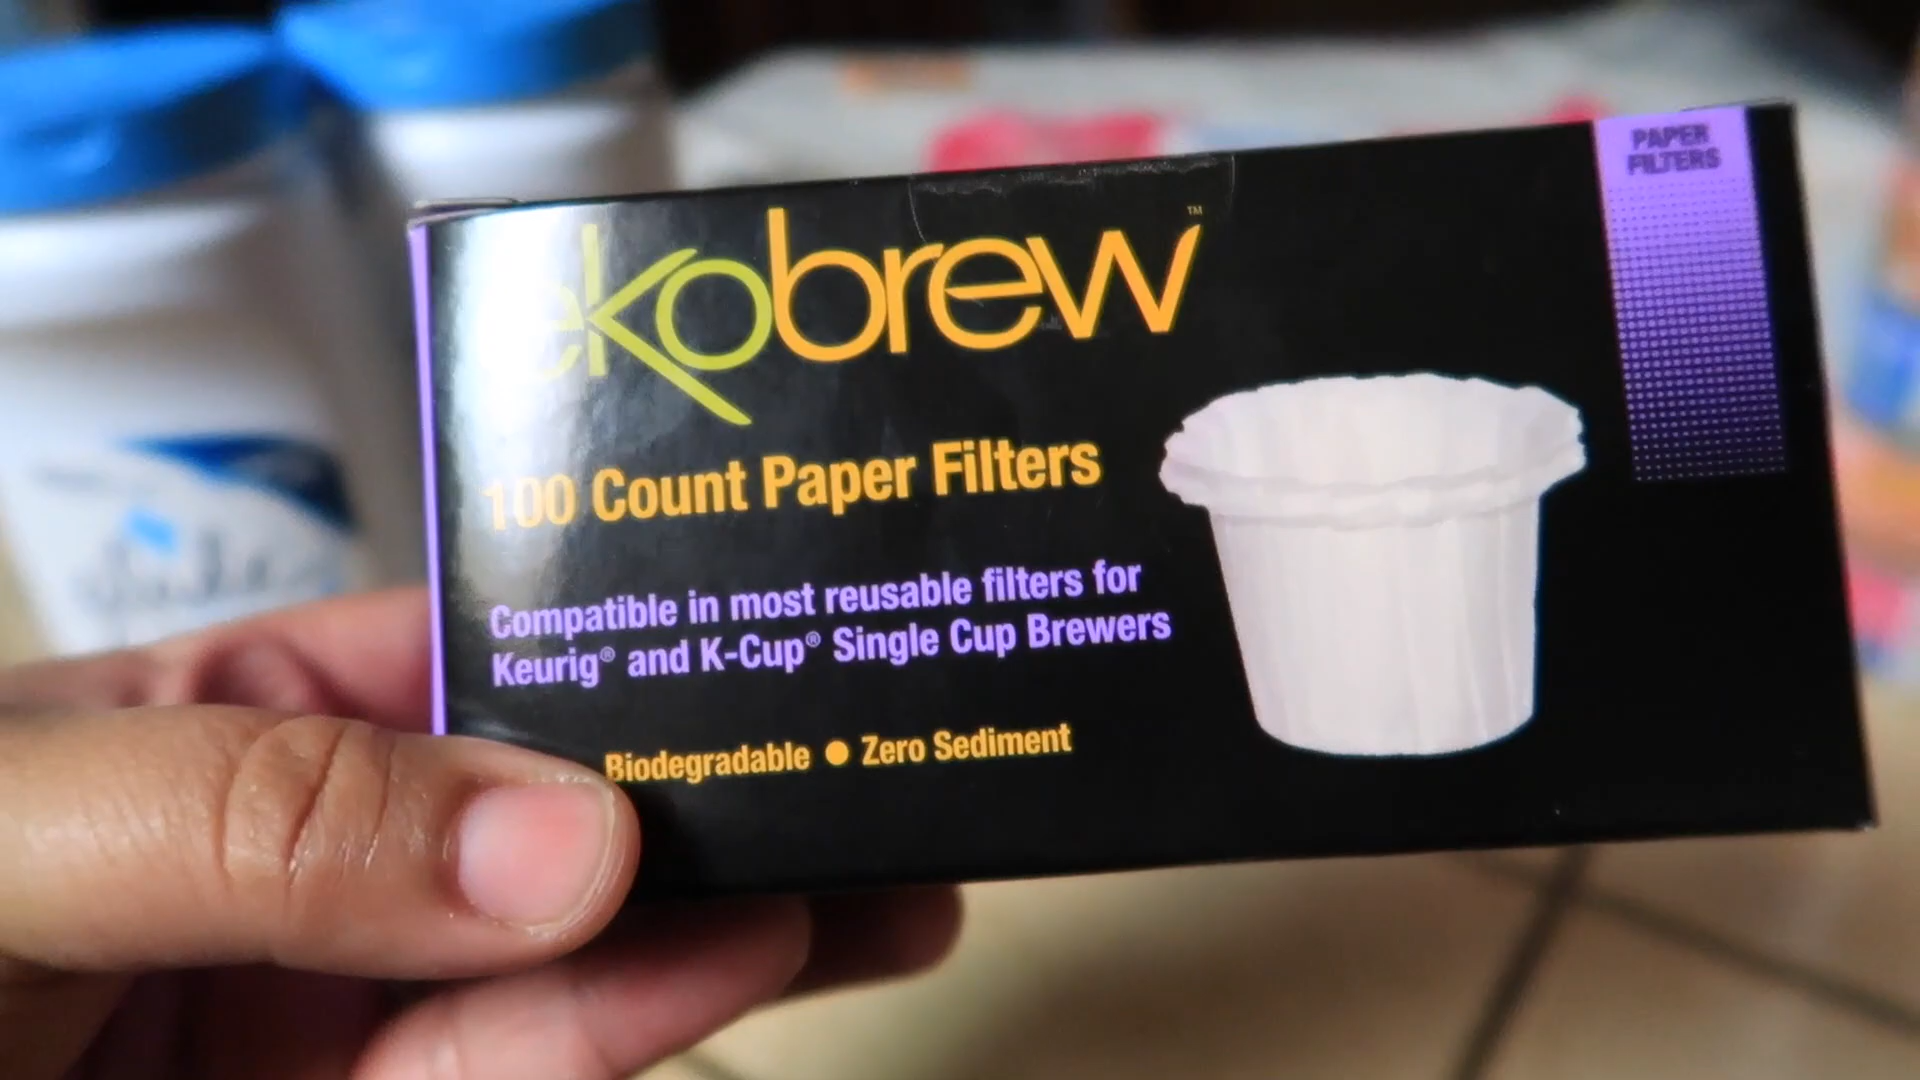 ekobrew™
PAPER
FILTERS
100 Count Paper Filters
Compatible in most reusable filters for
Keurig® and K-Cup® Single Cup Brewers
Biodegradable ● Zero Sediment